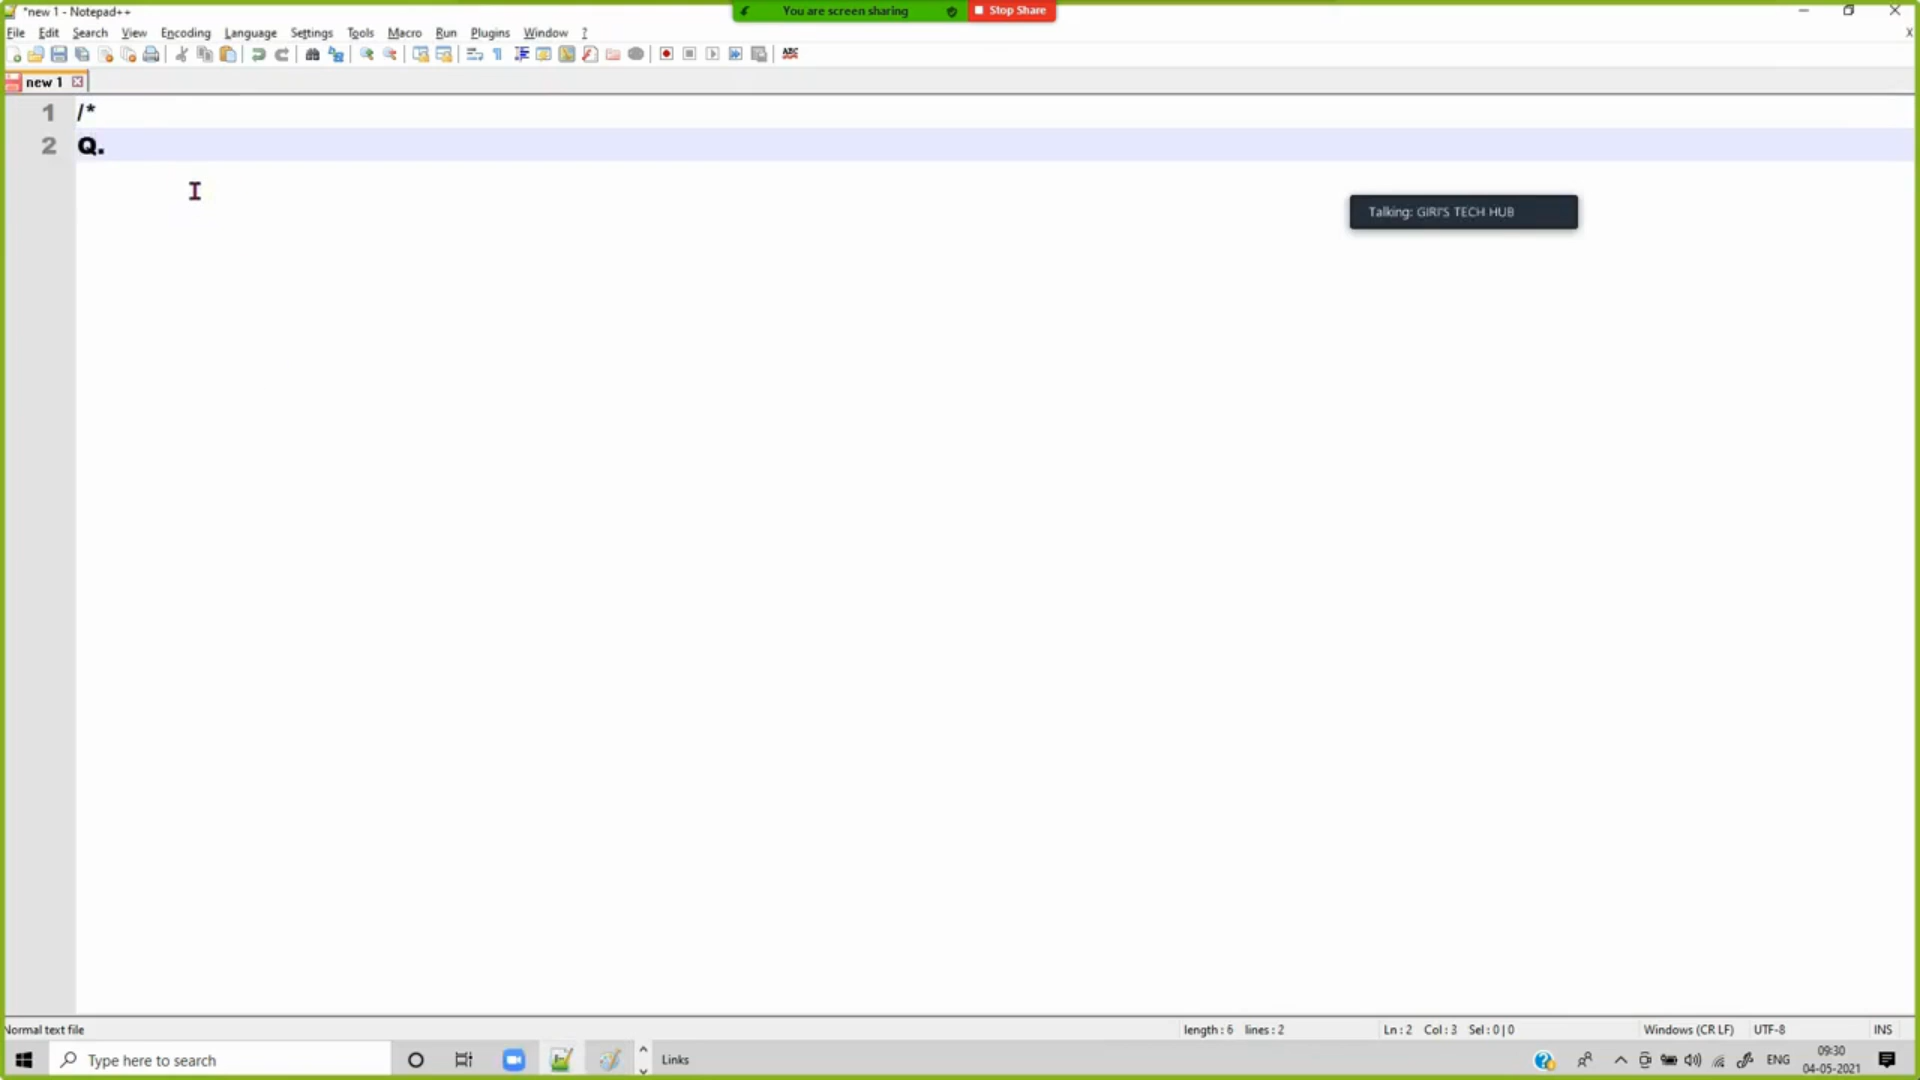 *new 1 - Notepad++
You are screen sharing
Stop Share
File Edit Search View Encoding Language Settings Tools Macro Run Plugins Window ?
X
ABC
new 1
1 /*
2 Q.
Talking: GIRI'S TECH HUB
Normal text file
length : 6 lines : 2
Ln : 2 Col : 3 Sel : 0 | 0
Windows (CR LF)
UTF-8
INS
Type here to search
Links
ENG
09:30
04-05-2021